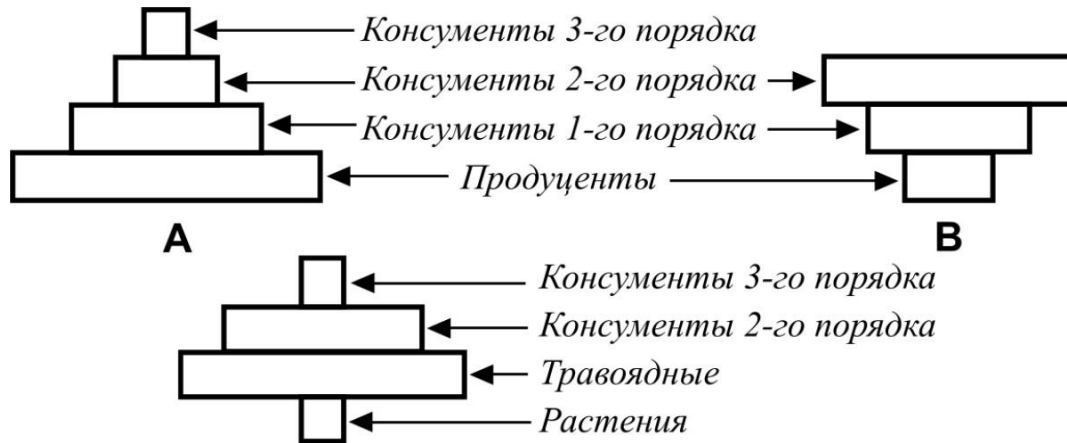 Консументы 3-го порядка
Консументы 2-го порядка
Консументы 1-го порядка
Продуценты
А
В
Консументы 3-го порядка
Консументы 2-го порядка
Травоядные
Растения